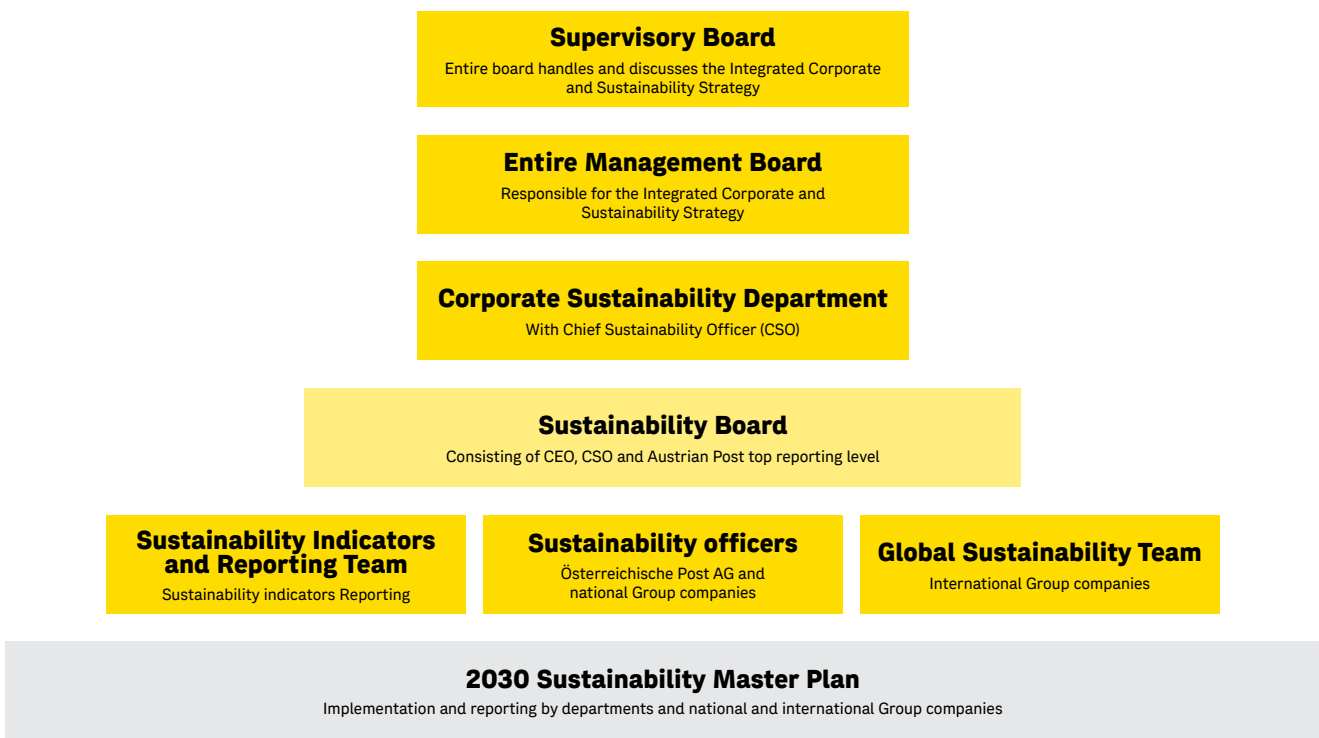 Supervisory Board
Entire board handles and discusses the Integrated Corporate
and Sustainability Strategy
Entire Management Board
Responsible for the Integrated Corporate and
Sustainability Strategy
Corporate Sustainability Department
With Chief Sustainability Officer (CSO)
Sustainability Board
Consisting of CEO, CSO and Austrian Post top reporting level
Sustainability Indicators
and Reporting Team
Sustainability indicators Reporting
Sustainability officers
Österreichische Post AG and
national Group companies
Global Sustainability Team
International Group companies
2030 Sustainability Master Plan
Implementation and reporting by departments and national and international Group companies